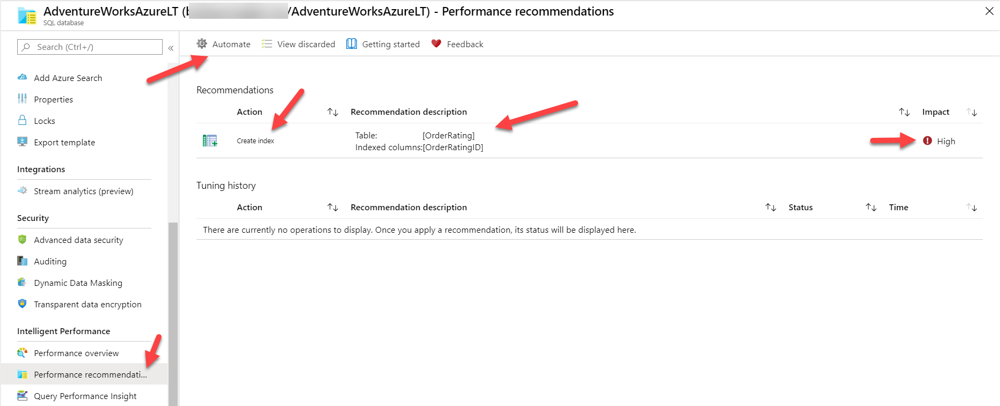 AdventureWorksAzureLT (b /AdventureWorksAzureLT) - Performance recommendations
SQL database
Search (Ctrl+/)
«
Add Azure Search
Properties
Locks
Export template
Integrations
Stream analytics (preview)
Security
Advanced data security
Auditing
Dynamic Data Masking
Transparent data encryption
Intelligent Performance
Performance overview
Performance recommendati...
Query Performance Insight
Automate View discarded Getting started Feedback
Recommendations
Action Recommendation description Impact
Create index
Table: [OrderRating]
Indexed columns:[OrderRatingID]
High
Tuning history
Action Recommendation description Status Time
There are currently no operations to display. Once you apply a recommendation, its status will be displayed here.